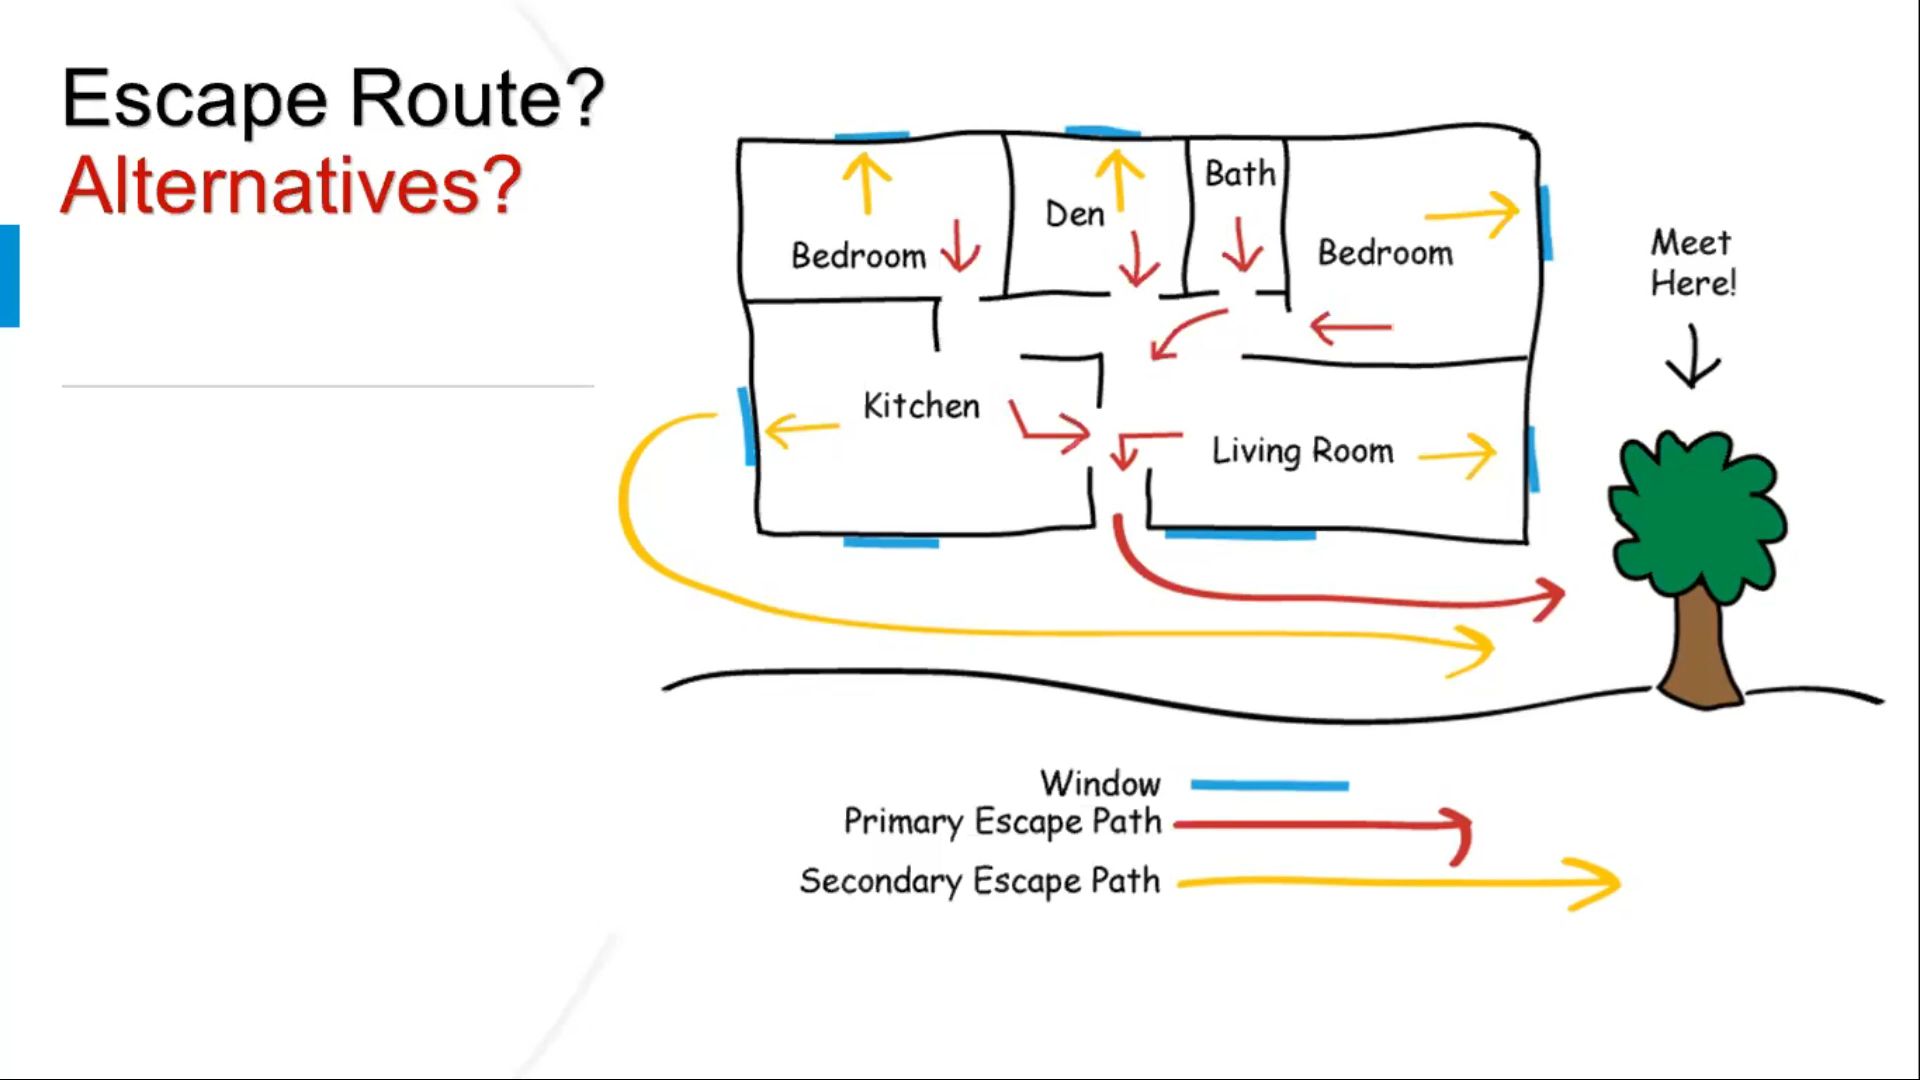 Escape Route?
Alternatives?
Bath
Den
Bedroom
Bedroom
Meet
Here!
Kitchen
Living Room
Window
Primary Escape Path
Secondary Escape Path